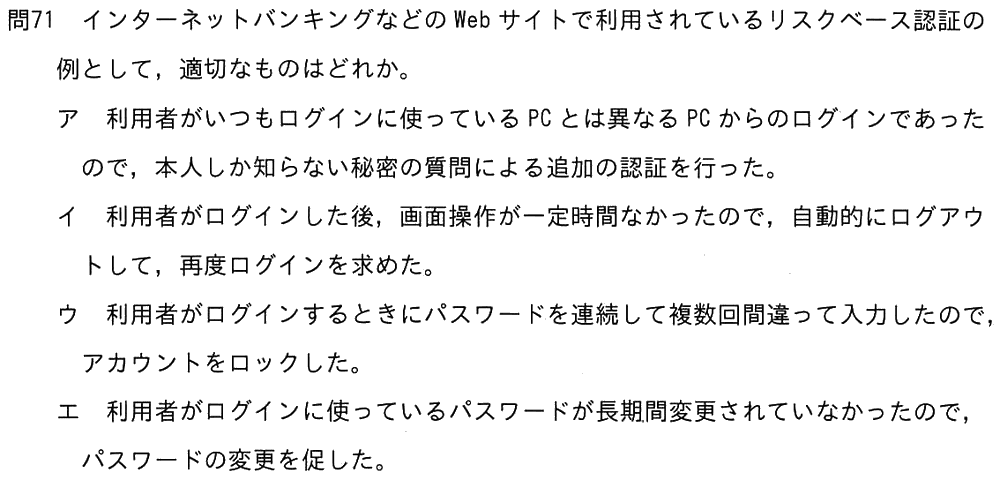 問71　インターネットバンキングなどの Web サイトで利用されているリスクベース認証の
例として，適切なものはどれか。
ア　利用者がいつもログインに使っている PC とは異なる PC からのログインであった
ので，本人しか知らない秘密の質問による追加の認証を行った。
イ　利用者がログインした後，画面操作が一定時間なかったので，自動的にログアウ
トして，再度ログインを求めた。
ウ　利用者がログインするときにパスワードを連続して複数回間違って入力したので，
アカウントをロックした。
エ　利用者がログインに使っているパスワードが長期間変更されていなかったので，
パスワードの変更を促した。